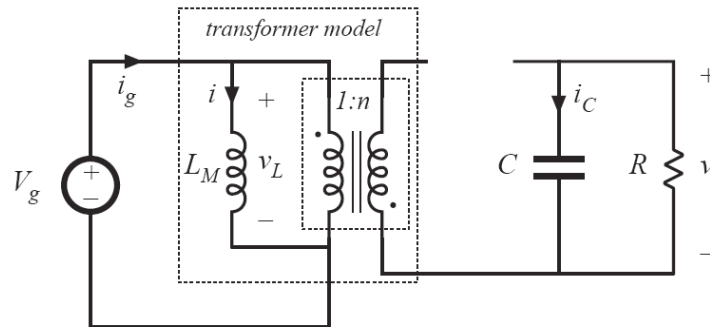 transformer model
i_g
i
+
1:n
i_C
+
V_g
+
−
L_M
v_L
C
R
v
−
−